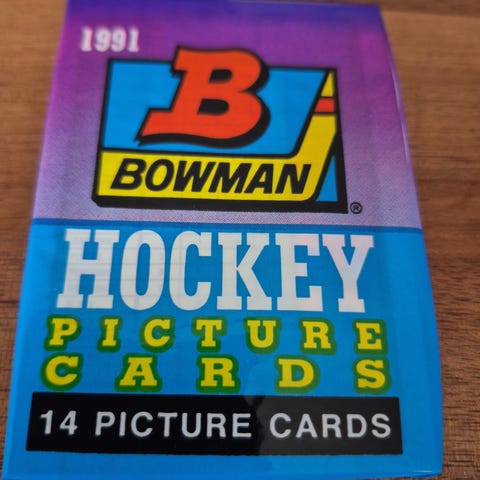 1991
B
BOWMAN
®
HOCKEY
PICTURE
CARDS
14 PICTURE CARDS